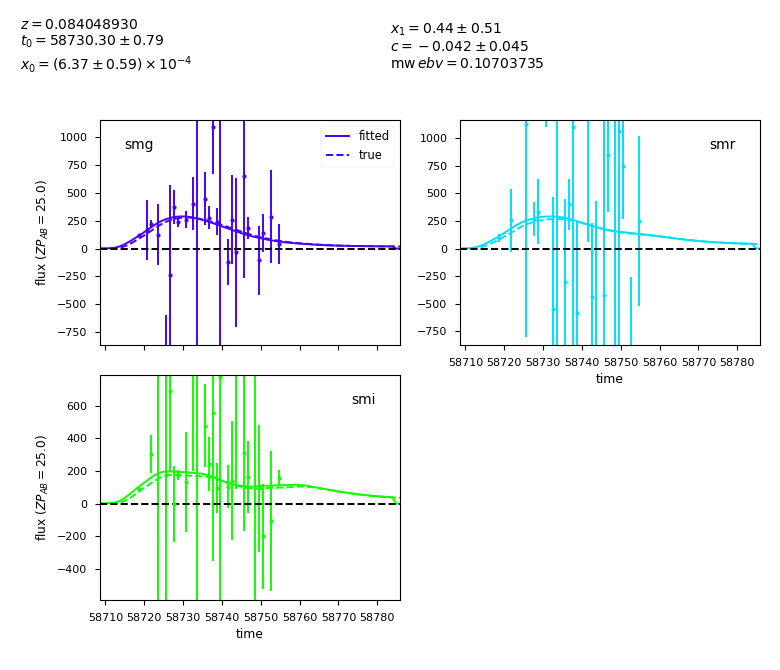 z = 0.084048930
t₀ = 58730.30 ± 0.79
x₀ = (6.37 ± 0.59) × 10⁻⁴
x₁ = 0.44 ± 0.51
c = −0.042 ± 0.045
mw ebv = 0.10703735
smg
fitted
true
1000
750
500
250
0
−250
−500
−750
flux (ZP_AB = 25.0)
smr
1000
750
500
250
0
−250
−500
−750
58710 58720 58730 58740 58750 58760 58770 58780
time
smi
600
400
200
0
−200
−400
flux (ZP_AB = 25.0)
58710 58720 58730 58740 58750 58760 58770 58780
time